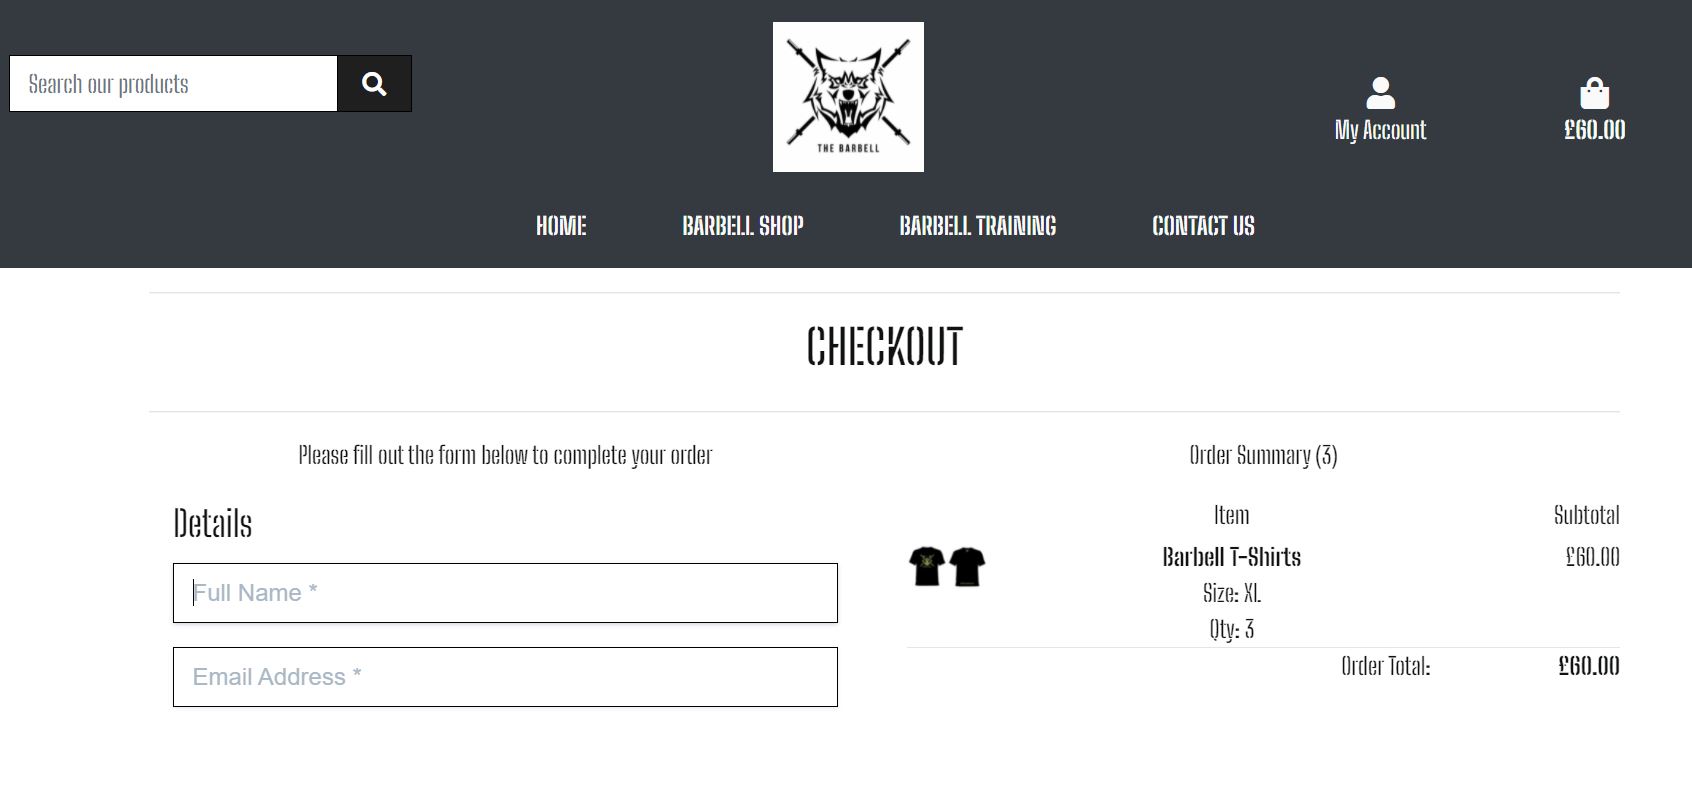 Search our products
THE BARBELL
My Account
£60.00
HOME BARBELL SHOP BARBELL TRAINING CONTACT US
CHECKOUT
Please fill out the form below to complete your order
Details
Full Name *
Email Address *
Order Summary (3)
Item Subtotal
Barbell T-Shirts £60.00
Size: XL
Qty: 3
Order Total: £60.00